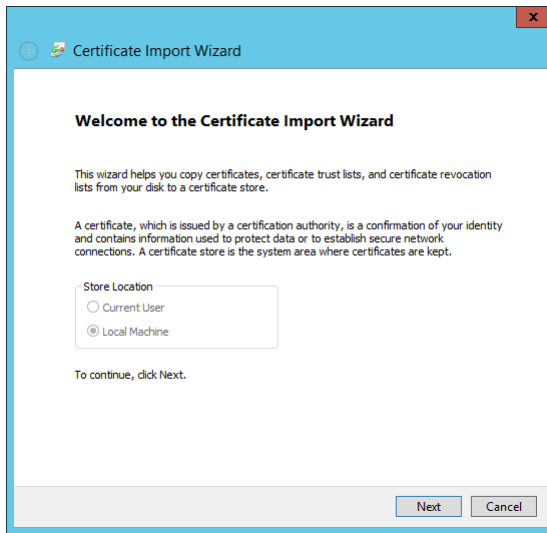 x
Certificate Import Wizard
Welcome to the Certificate Import Wizard
This wizard helps you copy certificates, certificate trust lists, and certificate revocation
lists from your disk to a certificate store.
A certificate, which is issued by a certification authority, is a confirmation of your identity
and contains information used to protect data or to establish secure network
connections. A certificate store is the system area where certificates are kept.
Store Location
Current User
Local Machine
To continue, click Next.
Next Cancel